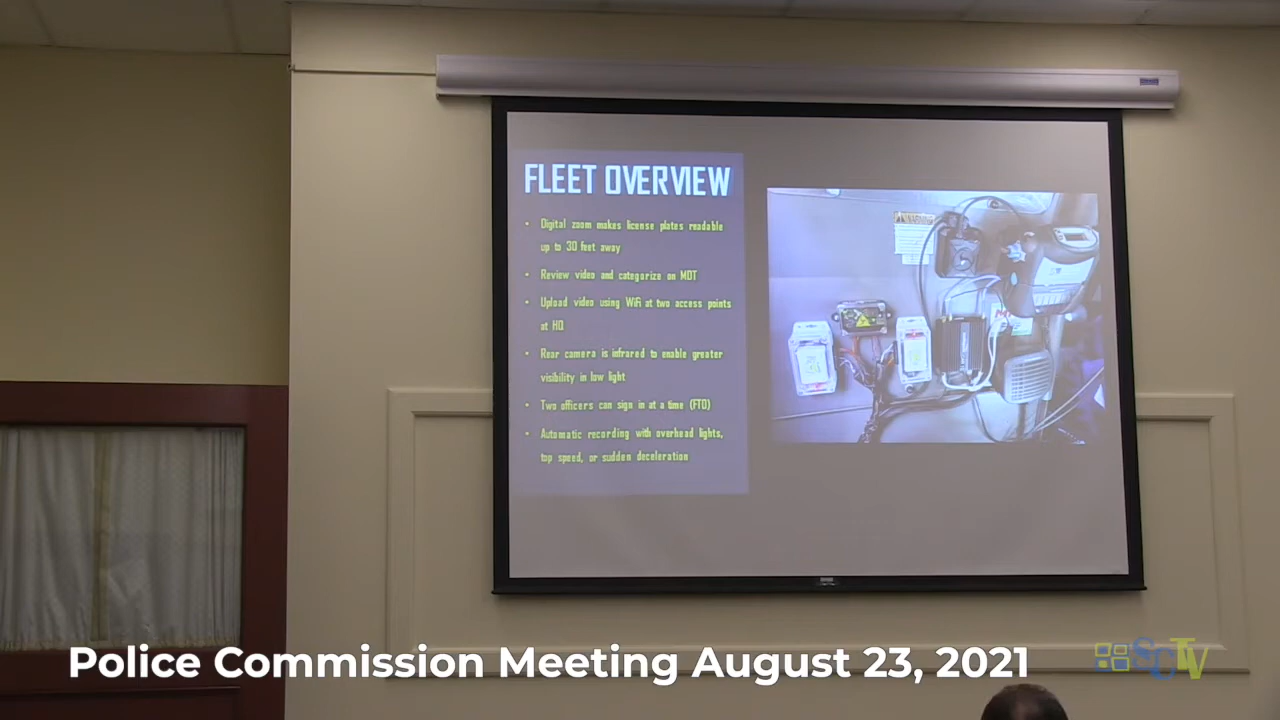 FLEET OVERVIEW
• Digital zoom makes license plates readable
up to 30 feet away
• Review video and categorize on MDT
• Upload video using WiFi at two access points
at HQ
• Rear camera is infrared to enable greater
visibility in low light
• Two officers can sign in at a time (FTO)
• Automatic recording with overhead lights,
top speed, or sudden deceleration
Police Commission Meeting August 23, 2021
SCTV